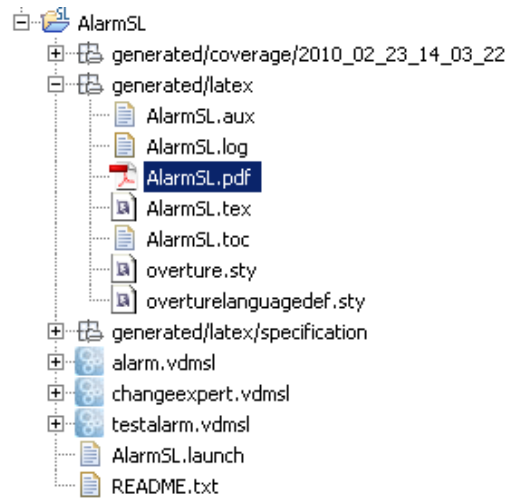 AlarmSL
generated/coverage/2010_02_23_14_03_22
generated/latex
AlarmSL.aux
AlarmSL.log
AlarmSL.pdf
AlarmSL.tex
AlarmSL.toc
overture.sty
overturelanguagedef.sty
generated/latex/specification
alarm.vdmsl
changeexpert.vdmsl
testalarm.vdmsl
AlarmSL.launch
README.txt